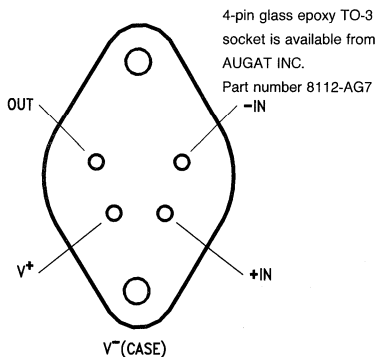 4-pin glass epoxy TO-3
socket is available from
AUGAT INC.
Part number 8112-AG7
OUT
-IN
V+
+IN
V-(CASE)